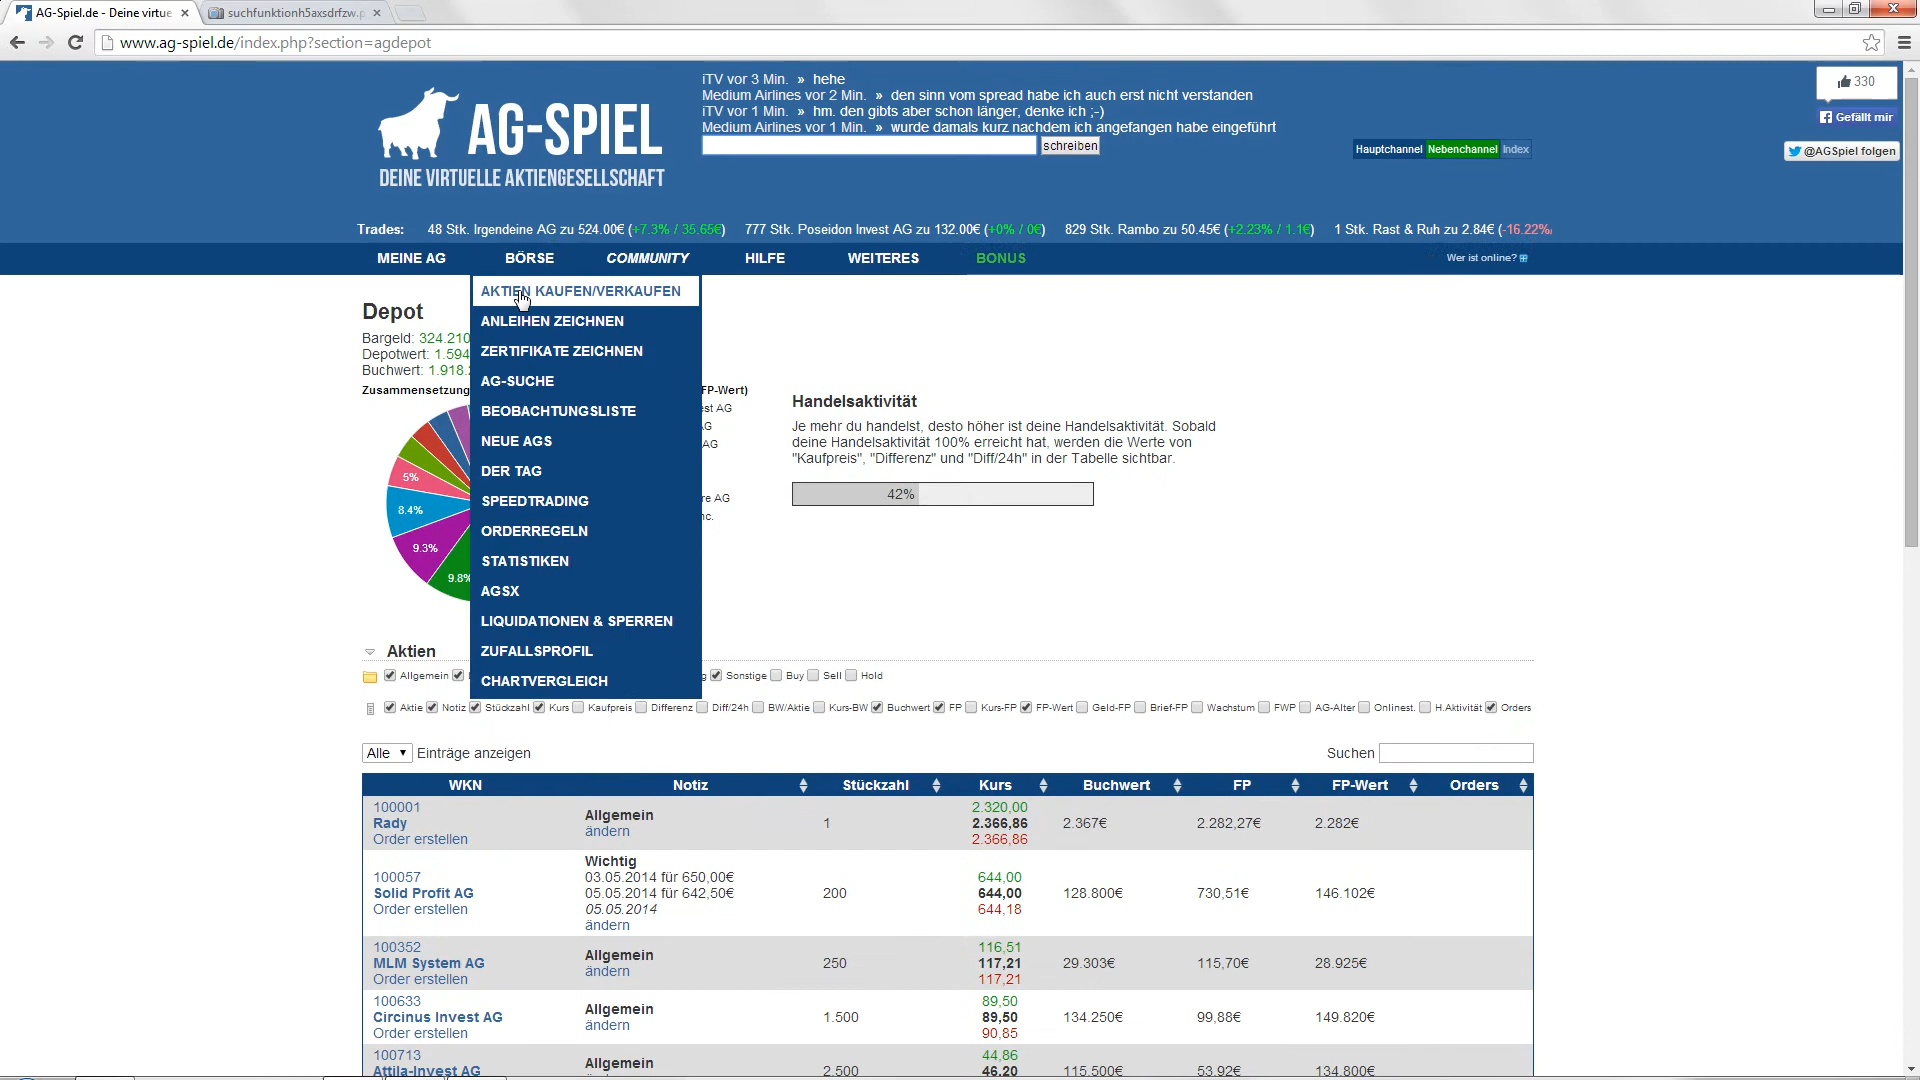 AG-Spiel.de - Deine virtue
suchfunktionh5axsdrfzw.p
www.ag-spiel.de/index.php?section=agdepot
AG-SPIEL
DEINE VIRTUELLE AKTIENGESELLSCHAFT
iTV vor 3 Min. » hehe
Medium Airlines vor 2 Min. » den sinn vom spread habe ich auch erst nicht verstanden
iTV vor 1 Min. » hm. den gibts aber schon länger, denke ich ;-)
Medium Airlines vor 1 Min. » wurde damals kurz nachdem ich angefangen habe eingeführt
schreiben
Hauptchannel Nebenchannel Index
330
Gefällt mir
@AGSpiel folgen
Trades: 48 Stk. Irgendeine AG zu 524.00€ (+7.3% / 35.65€) 777 Stk. Poseidon Invest AG zu 132.00€ (+0% / 0€) 829 Stk. Rambo zu 50.45€ (+2.23% / 1.1€) 1 Stk. Rast & Ruh zu 2.84€ (-16.22%
MEINE AG BÖRSE COMMUNITY HILFE WEITERES BONUS Wer ist online?
AKTIEN KAUFEN/VERKAUFEN
ANLEIHEN ZEICHNEN
ZERTIFIKATE ZEICHNEN
AG-SUCHE
BEOBACHTUNGSLISTE
NEUE AGS
DER TAG
SPEEDTRADING
ORDERREGELN
STATISTIKEN
AGSX
LIQUIDATIONEN & SPERREN
ZUFALLSPROFIL
CHARTVERGLEICH
Depot
Bargeld: 324.210
Depotwert: 1.594
Buchwert: 1.918.
Zusammensetzung FP-Wert)
AG
AG
re AG
nc.
5%
8.4%
9.3%
9.8%
Handelsaktivität
Je mehr du handelst, desto höher ist deine Handelsaktivität. Sobald
deine Handelsaktivität 100% erreicht hat, werden die Werte von
"Kaufpreis", "Differenz" und "Diff/24h" in der Tabelle sichtbar.
42%
Aktien
Allgemein Sonstige Buy Sell Hold
Aktie Notiz Stückzahl Kurs Kaufpreis Differenz Diff/24h BW/Aktie Kurs-BW Buchwert FP Kurs-FP FP-Wert Geld-FP Brief-FP Wachstum FWP AG-Alter Onlinest. H.Aktivität Orders
Alle Einträge anzeigen
Suchen
WKN Notiz Stückzahl Kurs Buchwert FP FP-Wert Orders
100001
Rady
Order erstellen
Allgemein
ändern
1
2.320,00
2.366,86
2.366,86
2.367€ 2.282,27€ 2.282€
100057
Solid Profit AG
Order erstellen
Wichtig
03.05.2014 für 650,00€
05.05.2014 für 642,50€
05.05.2014
ändern
200
644,00
644,00
644,18
128.800€ 730,51€ 146.102€
100352
MLM System AG
Order erstellen
Allgemein
ändern
250
116,51
117,21
117,21
29.303€ 115,70€ 28.925€
100633
Circinus Invest AG
Order erstellen
Allgemein
ändern
1.500
89,50
89,50
90,85
134.250€ 99,88€ 149.820€
100713
Attila-Invest AG
Allgemein
2.500
44,86
46,20
115.500€ 53,92€ 134.800€